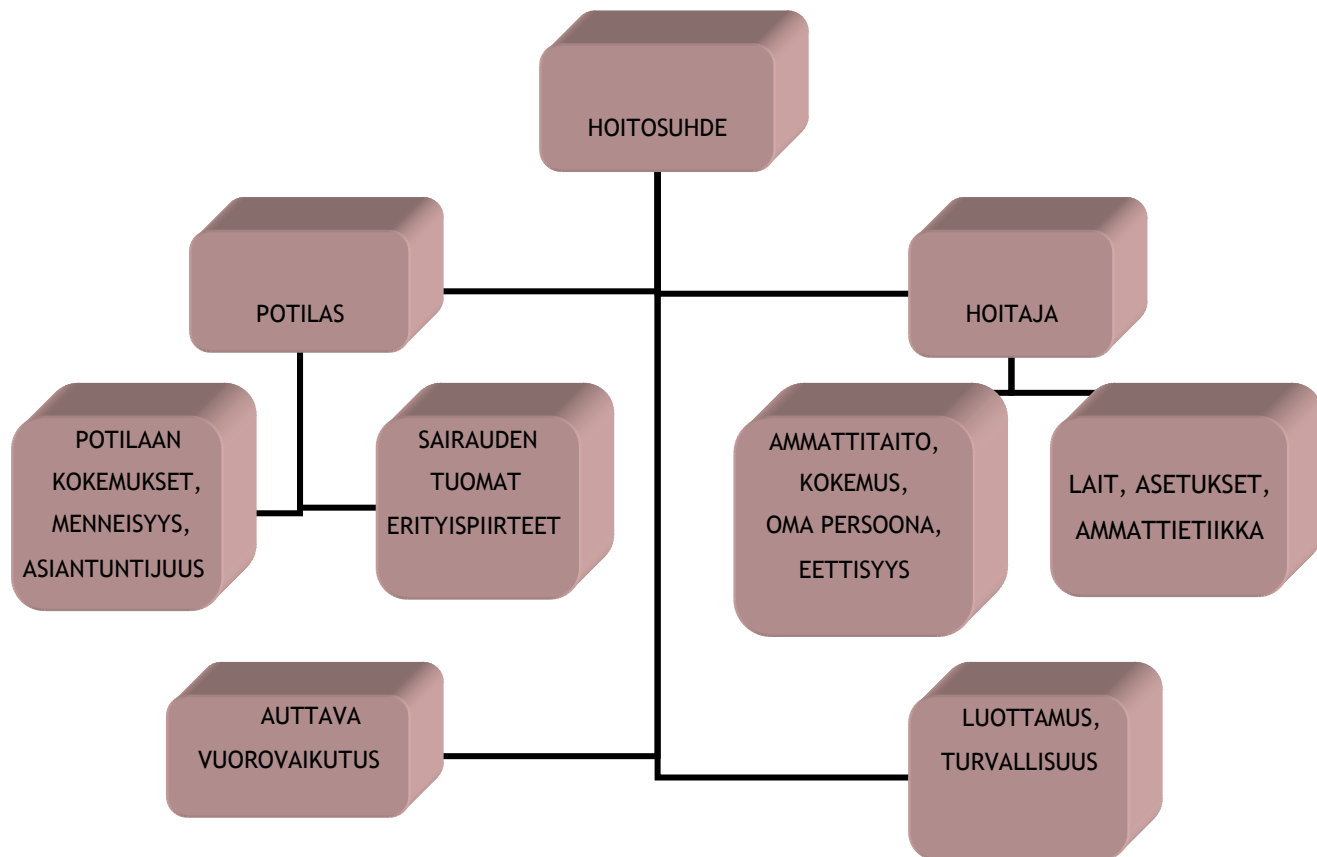 HOITOSUHDE
POTILAS
HOITAJA
POTILAAN
KOKEMUKSET,
MENNEISYYS,
ASIANTUNTIJUUS
SAIRAUDEN
TUOMAT
ERITYISPIIRTEET
AMMATTITAITO,
KOKEMUS,
OMA PERSOONA,
EETTISYYS
LAIT, ASETUKSET,
AMMATTIETIIKKA
AUTTAVA
VUOROVAIKUTUS
LUOTTAMUS,
TURVALLISUUS